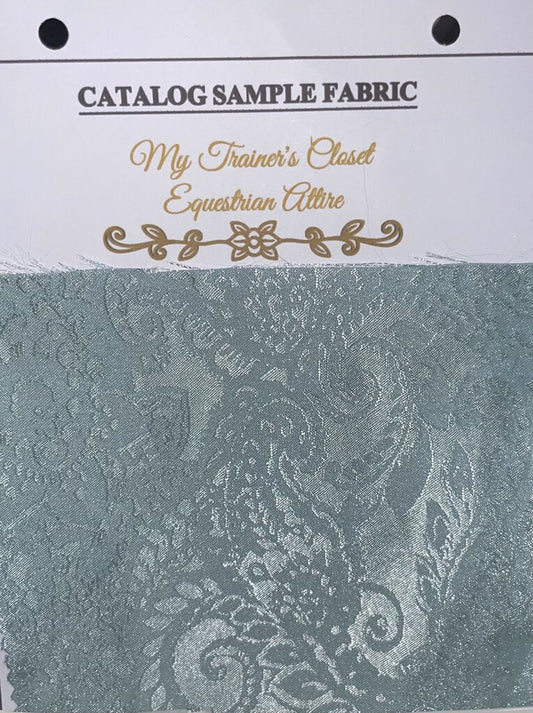 CATALOG SAMPLE FABRIC
My Trainer's Closet
Equestrian Attire